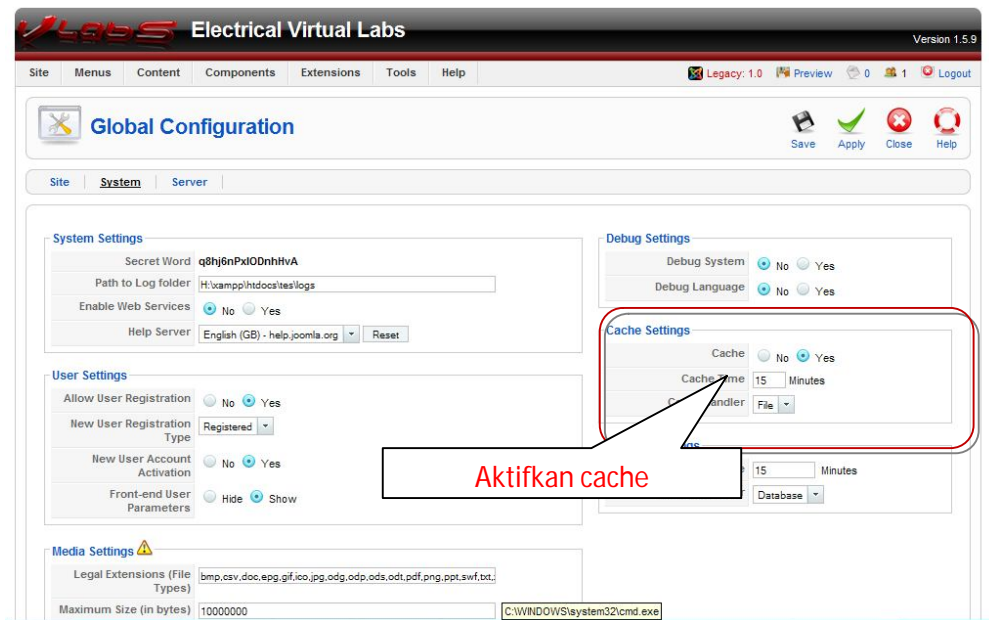 VLabS Electrical Virtual Labs
Version 1.5.9
Site Menus Content Components Extensions Tools Help Legacy: 1.0 Preview 0 1 Logout
Global Configuration
Save Apply Close Help
Site System Server
System Settings
Secret Word q8hj6nPxIODnhHvA
Path to Log folder H:\xampp\htdocs\tes\logs
Enable Web Services No Yes
Help Server English (GB) - help.joomla.org Reset
User Settings
Allow User Registration No Yes
New User Registration
Type
Registered
New User Account
Activation
No Yes
Front-end User
Parameters
Hide Show
Media Settings
Legal Extensions (File
Types)
bmp,csv,doc,epg,gif,ico,jpg,odg,odp,ods,odt,pdf,png,ppt,swf,txt,
Maximum Size (in bytes) 10000000
Debug Settings
Debug System No Yes
Debug Language No Yes
Cache Settings
Cache No Yes
Cache Time 15 Minutes
File
15 Minutes
Database
Aktifkan cache
C:\WINDOWS\system32\cmd.exe